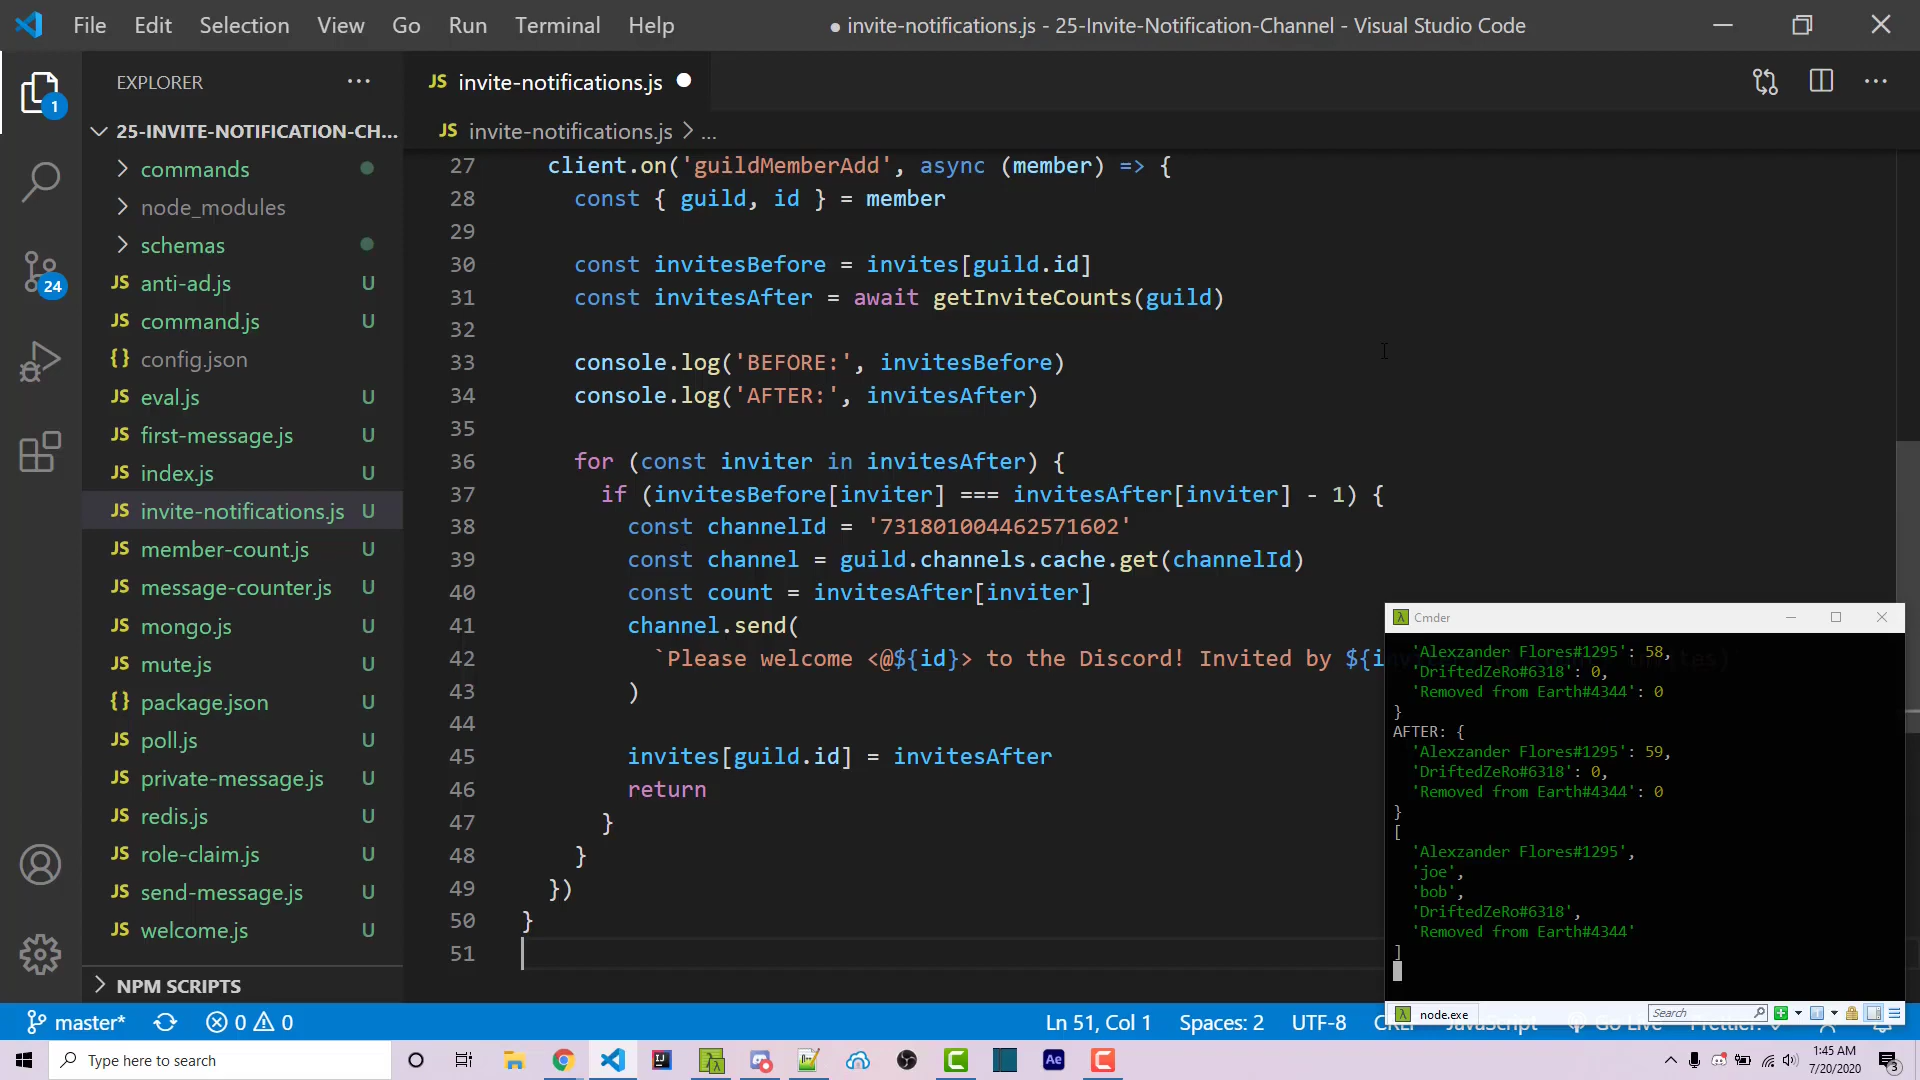 File Edit Selection View Go Run Terminal Help
● invite-notifications.js - 25-Invite-Notification-Channel - Visual Studio Code
EXPLORER
JS invite-notifications.js
JS invite-notifications.js > ...
25-INVITE-NOTIFICATION-CH...
commands
node_modules
schemas
JS anti-ad.js U
JS command.js U
{} config.json
JS eval.js U
JS first-message.js U
JS index.js U
JS invite-notifications.js U
JS member-count.js U
JS message-counter.js U
JS mongo.js U
JS mute.js U
{} package.json U
JS poll.js U
JS private-message.js U
JS redis.js U
JS role-claim.js U
JS send-message.js U
JS welcome.js U
NPM SCRIPTS
1
24
27 client.on('guildMemberAdd', async (member) => {
28 const { guild, id } = member
29
30 const invitesBefore = invites[guild.id]
31 const invitesAfter = await getInviteCounts(guild)
32
33 console.log('BEFORE:', invitesBefore)
34 console.log('AFTER:', invitesAfter)
35
36 for (const inviter in invitesAfter) {
37 if (invitesBefore[inviter] === invitesAfter[inviter] - 1) {
38 const channelId = '731801004462571602'
39 const channel = guild.channels.cache.get(channelId)
40 const count = invitesAfter[inviter]
41 channel.send(
42 `Please welcome <@${id}> to the Discord! Invited by ${in
43 )
44
45 invites[guild.id] = invitesAfter
46 return
47 }
48 }
49 })
50 }
51
Cmder
'Alexzander Flores#1295': 58,
'DriftedZeRo#6318': 0,
'Removed from Earth#4344': 0
}
AFTER: {
'Alexzander Flores#1295': 59,
'DriftedZeRo#6318': 0,
'Removed from Earth#4344': 0
}
[
'Alexzander Flores#1295',
'joe',
'bob',
'DriftedZeRo#6318',
'Removed from Earth#4344'
]
node.exe
Search
master* 0 0
Ln 51, Col 1 Spaces: 2 UTF-8 CRLF JavaScript Go Live Prettier:
Type here to search
Ae
1:45 AM
7/20/2020
3